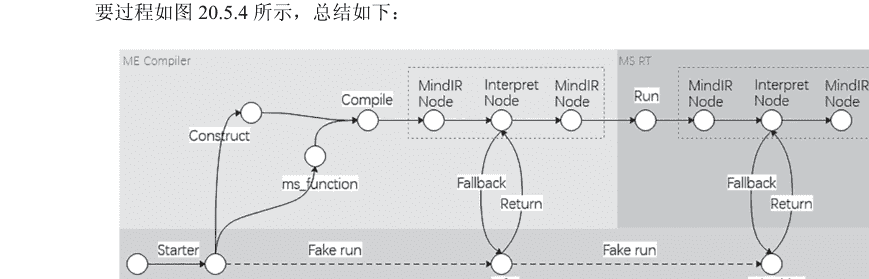 要过程如图 20.5.4 所示，总结如下：
ME Compiler
MS RT
MindIR Node
Interpret Node
MindIR Node
MindIR Node
Interpret Node
MindIR Node
Compile
Run
Construct
ms_function
Fallback
Return
Fallback
Return
Starter
Fake run
Fake run